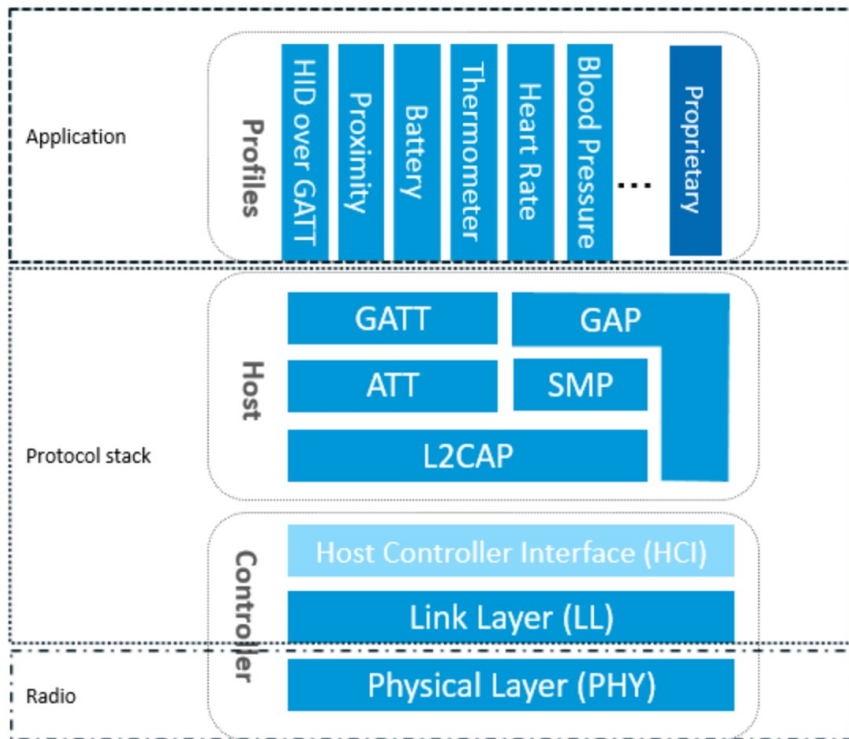 Application
Profiles
HID over GATT
Proximity
Battery
Thermometer
Heart Rate
Blood Pressure
...
Proprietary
Protocol stack
Host
GATT
GAP
ATT
SMP
L2CAP
Controller
Host Controller Interface (HCI)
Link Layer (LL)
Radio
Physical Layer (PHY)